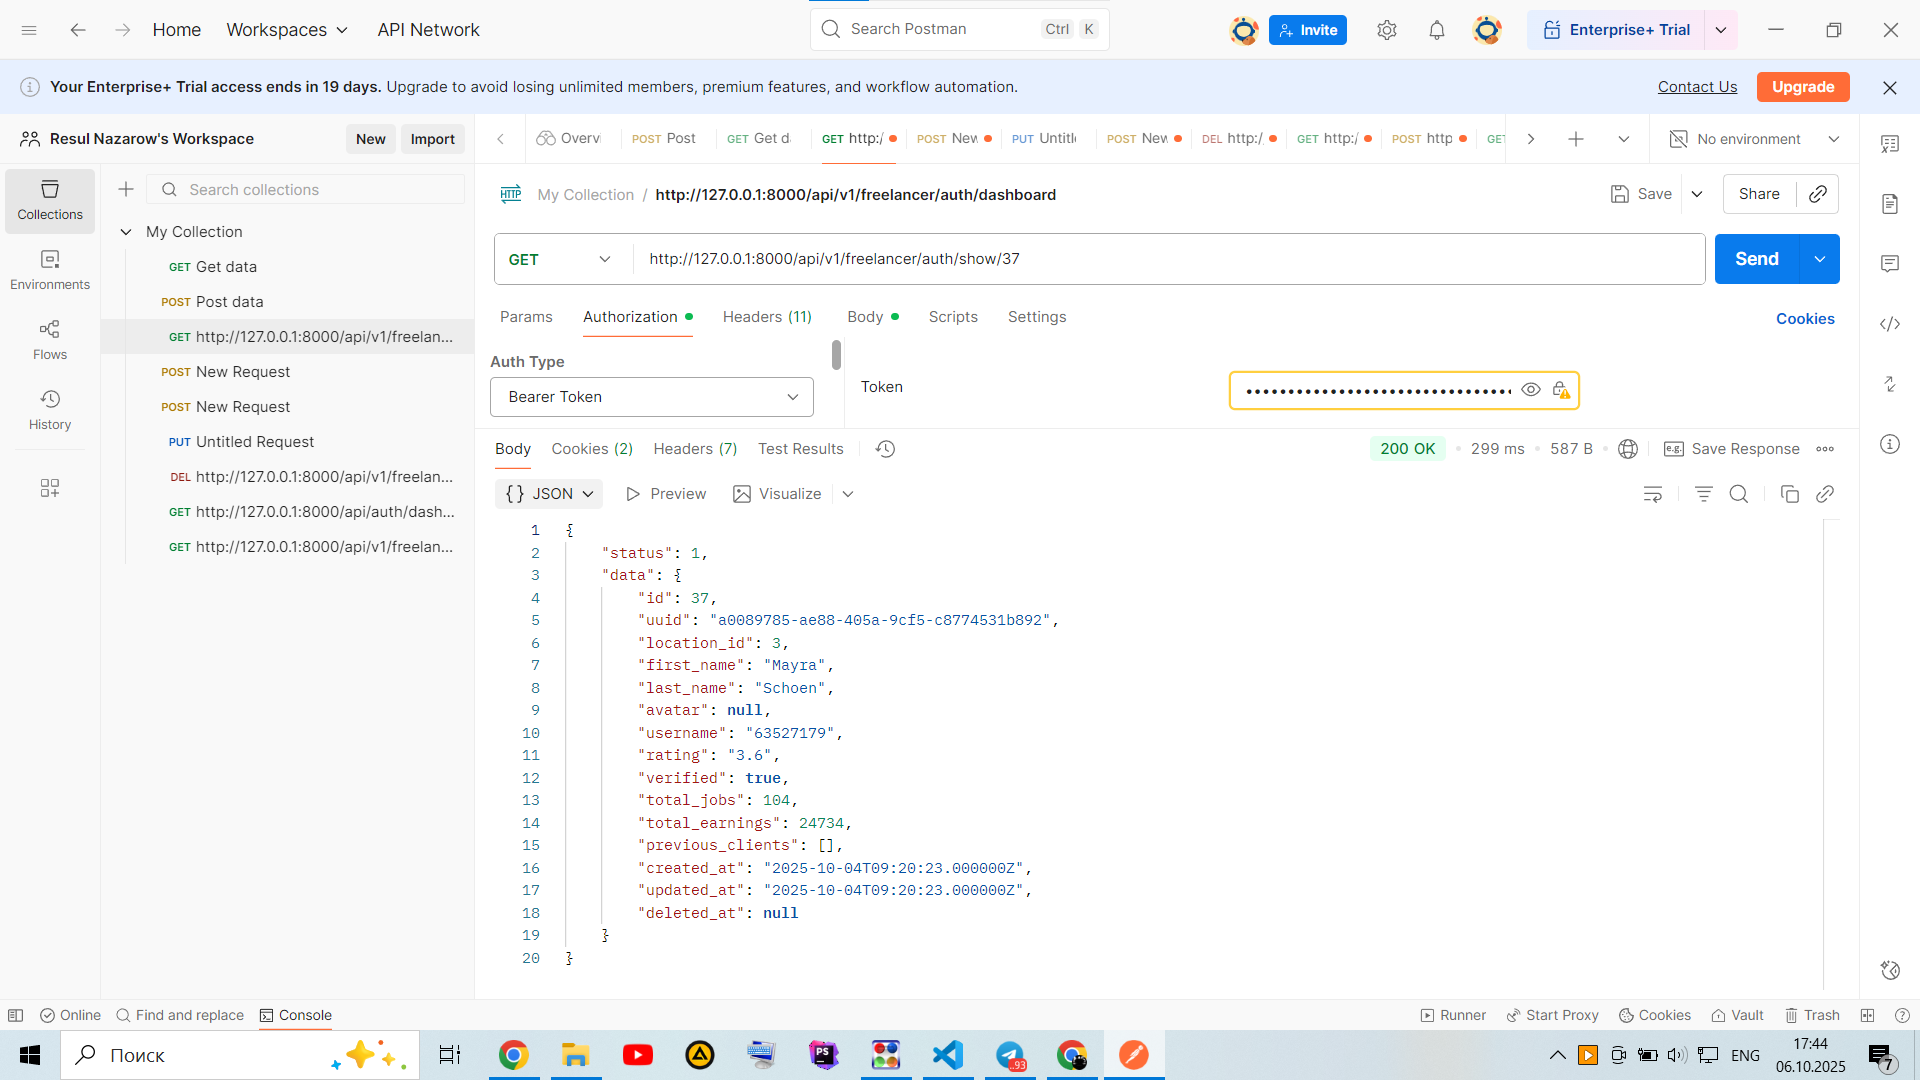 Home
Workspaces
API Network
Search Postman
Ctrl K
Invite
Enterprise+ Trial
Your Enterprise+ Trial access ends in 19 days. Upgrade to avoid losing unlimited members, premium features, and workflow automation.
Contact Us
Upgrade
Resul Nazarow's Workspace
New
Import
Overvi
POST Post
GET Get d
GET http:/
POST Nev
PUT Untitl
POST Nev
DEL http:/
GET http:/
POST http
GET
No environment
Collections
Environments
Flows
History
Search collections
My Collection
GET Get data
POST Post data
GET http://127.0.0.1:8000/api/v1/freelan...
POST New Request
POST New Request
PUT Untitled Request
DEL http://127.0.0.1:8000/api/v1/freelan...
GET http://127.0.0.1:8000/api/auth/dash...
GET http://127.0.0.1:8000/api/v1/freelan...
HTTP
My Collection / http://127.0.0.1:8000/api/v1/freelancer/auth/dashboard
Save
Share
GET
http://127.0.0.1:8000/api/v1/freelancer/auth/show/37
Send
Params
Authorization
Headers (11)
Body
Scripts
Settings
Cookies
Auth Type
Bearer Token
Token
Body
Cookies (2)
Headers (7)
Test Results
200 OK
299 ms
587 B
e.g.
Save Response
{} JSON
Preview
Visualize
1 {
2 "status": 1,
3 "data": {
4 "id": 37,
5 "uuid": "a0089785-ae88-405a-9cf5-c8774531b892",
6 "location_id": 3,
7 "first_name": "Mayra",
8 "last_name": "Schoen",
9 "avatar": null,
10 "username": "63527179",
11 "rating": "3.6",
12 "verified": true,
13 "total_jobs": 104,
14 "total_earnings": 24734,
15 "previous_clients": [],
16 "created_at": "2025-10-04T09:20:23.000000Z",
17 "updated_at": "2025-10-04T09:20:23.000000Z",
18 "deleted_at": null
19 }
20 }
Online
Find and replace
Console
Runner
Start Proxy
Cookies
Vault
Trash
Поиск
PS
..93
ENG
17:44
06.10.2025
7